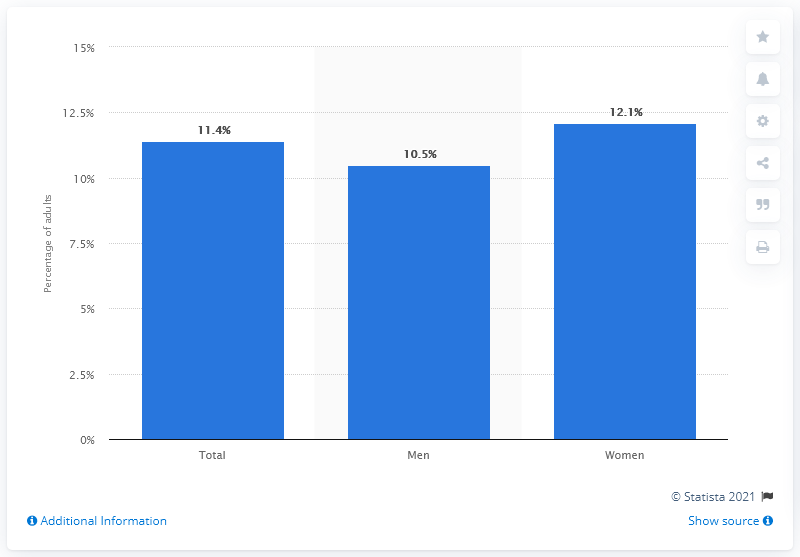 15%
12.5%
10%
7.5%
5%
2.5%
0%
Percentage of adults
11.4%
10.5%
12.1%
Total
Men
Women
© Statista 2021
Additional Information
Show source